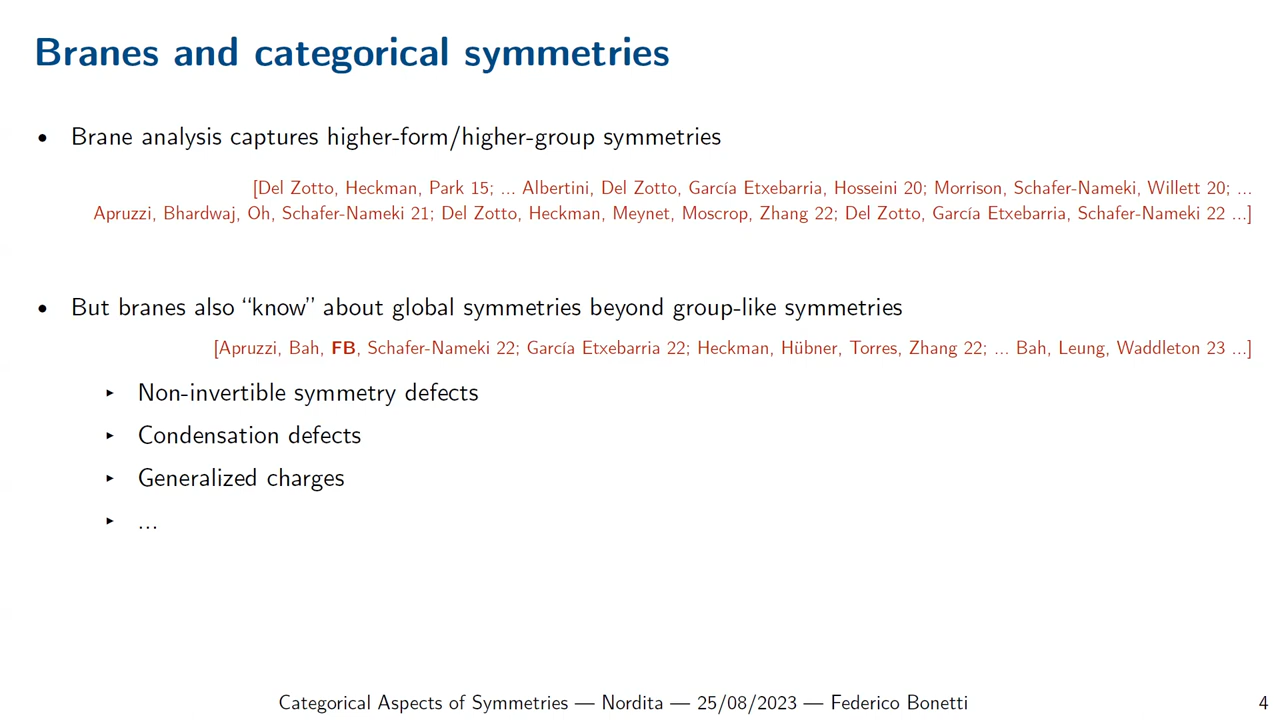 Branes and categorical symmetries
• Brane analysis captures higher-form/higher-group symmetries
[Del Zotto, Heckman, Park 15; ... Albertini, Del Zotto, García Etxebarria, Hosseini 20; Morrison, Schafer-Nameki, Willett 20; ...
Apruzzi, Bhardwaj, Oh, Schafer-Nameki 21; Del Zotto, Heckman, Meynet, Moscrop, Zhang 22; Del Zotto, García Etxebarria, Schafer-Nameki 22 ...]
• But branes also “know” about global symmetries beyond group-like symmetries
[Apruzzi, Bah, FB, Schafer-Nameki 22; García Etxebarria 22; Heckman, Hübner, Torres, Zhang 22; ... Bah, Leung, Waddleton 23 ...]
▸ Non-invertible symmetry defects
▸ Condensation defects
▸ Generalized charges
▸ ...
Categorical Aspects of Symmetries — Nordita — 25/08/2023 — Federico Bonetti
4